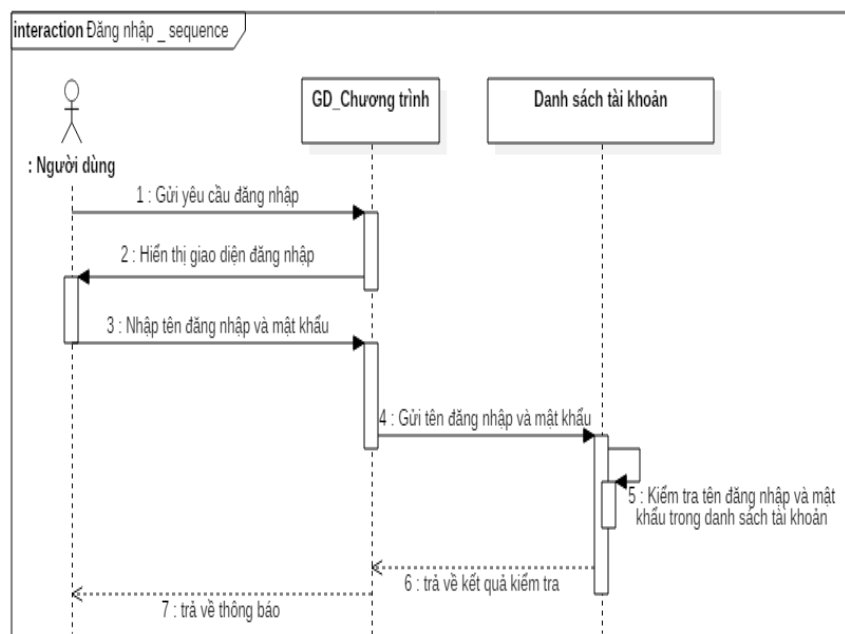 interaction Đăng nhập _ sequence
GD_Chương trình
Danh sách tài khoản
: Người dùng
1 : Gửi yêu cầu đăng nhập
2 : Hiển thị giao diện đăng nhập
3 : Nhập tên đăng nhập và mật khẩu
4 : Gửi tên đăng nhập và mật khẩu
5 : Kiểm tra tên đăng nhập và mật
khẩu trong danh sách tài khoản
6 : trả về kết quả kiểm tra
7 : trả về thông báo